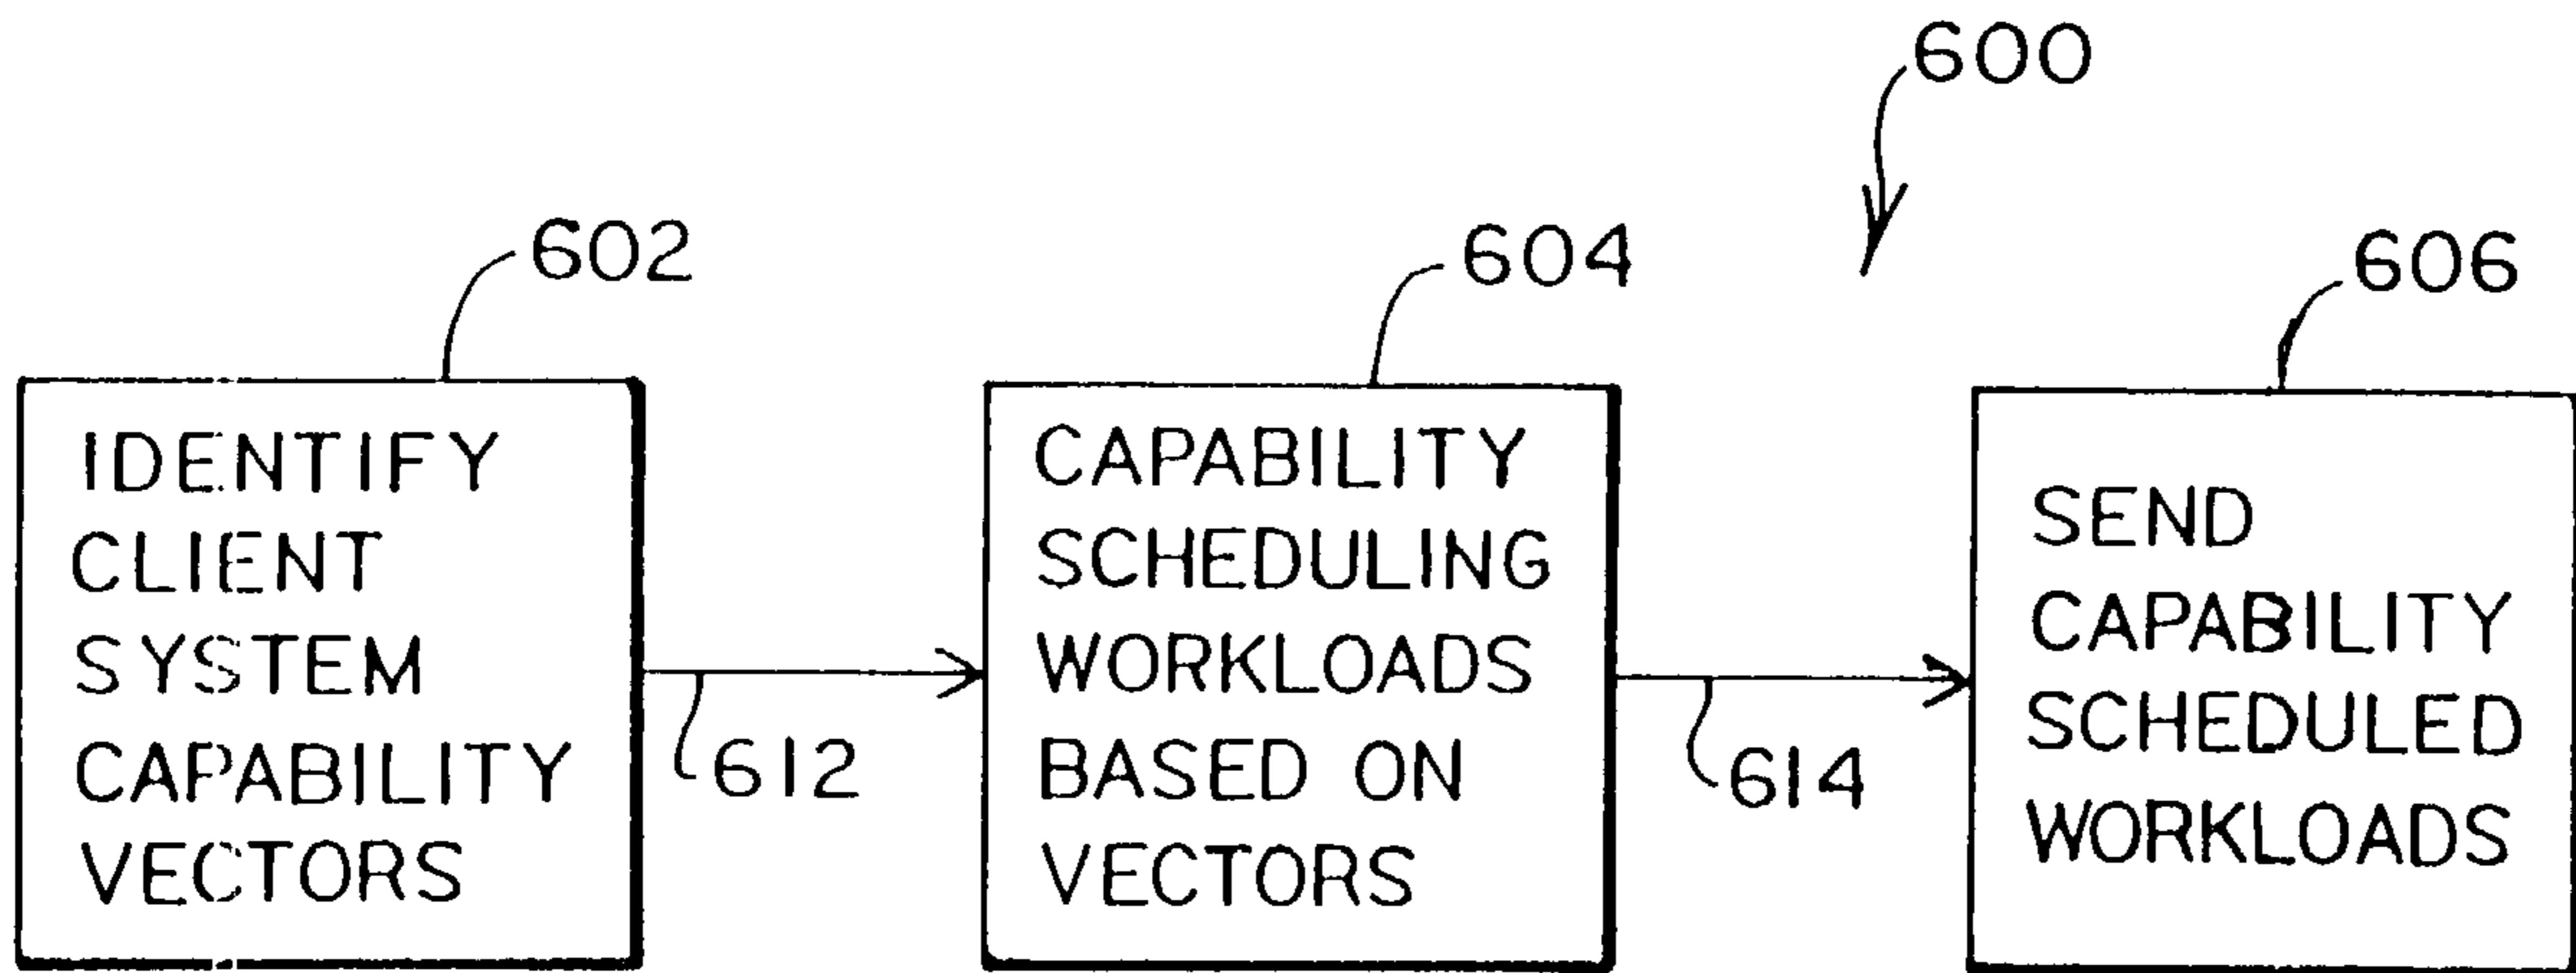 600
602
604
606
IDENTIFY
CLIENT
SYSTEM
CAPABILITY
VECTORS
612
CAPABILITY
SCHEDULING
WORKLOADS
BASED ON
VECTORS
614
SEND
CAPABILITY
SCHEDULED
WORKLOADS